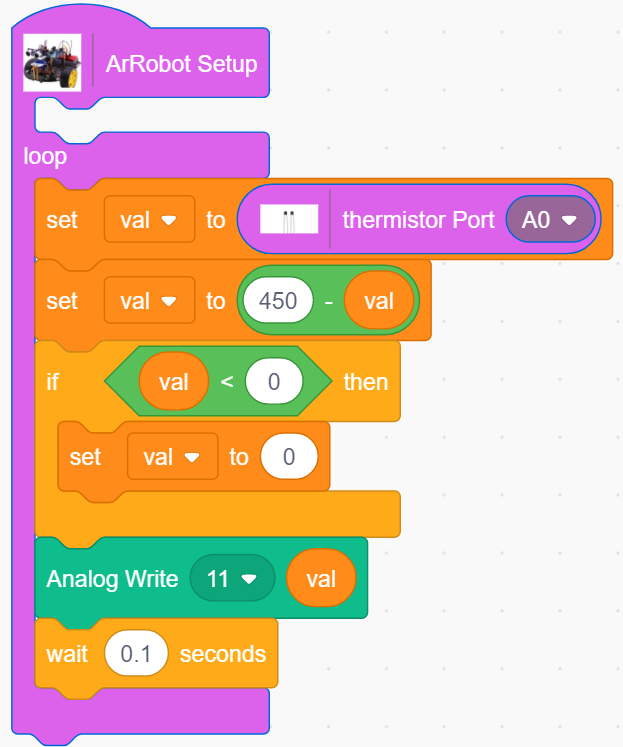 ArRobot Setup
loop
set val to thermistor Port A0
set val to 450 - val
if val < 0 then
set val to 0
Analog Write 11 val
wait 0.1 seconds